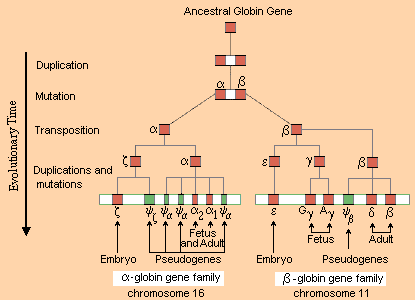 Ancestral Globin Gene
Duplication
α β
Mutation
Evolutionary Time
Transposition
α β
ζ α ε γ β
Duplications and
mutations
ζ ψζ ψα ψα α2 α1 ψα ε Gγ Aγ ψβ δ β
Fetus
and Adult
Fetus Adult
Embryo Pseudogenes Embryo Pseudogenes
α-globin gene family β-globin gene family
chromosome 16 chromosome 11